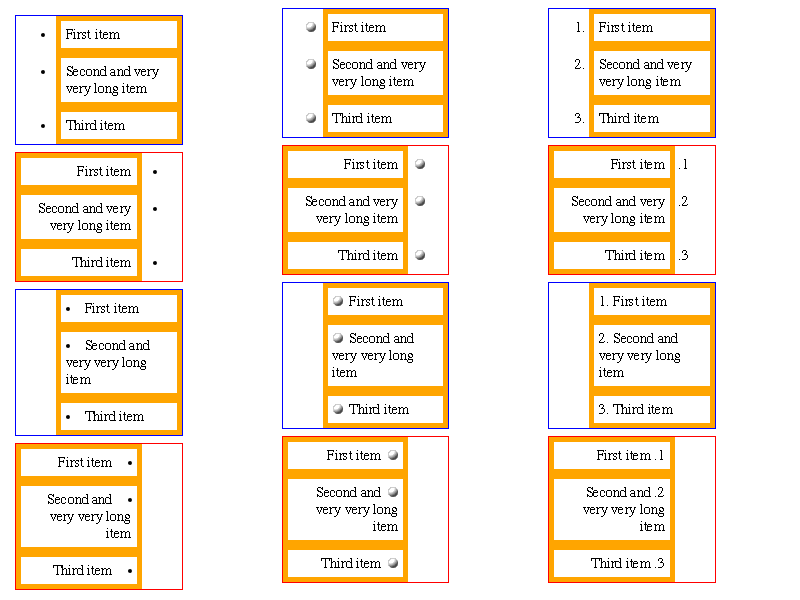 • First item
• Second and very
very long item
• Third item
First item •
Second and very •
very long item
Third item •
• First item
• Second and
very very long
item
• Third item
First item •
Second and •
very very long
item
Third item •
First item
Second and very
very long item
Third item
First item
Second and very
very long item
Third item
First item
Second and
very very long
item
Third item
First item
Second and
very very long
item
Third item
1. First item
2. Second and very
very long item
3. Third item
First item .1
Second and very .2
very long item
Third item .3
1. First item
2. Second and
very very long
item
3. Third item
First item .1
Second and .2
very very long
item
Third item .3